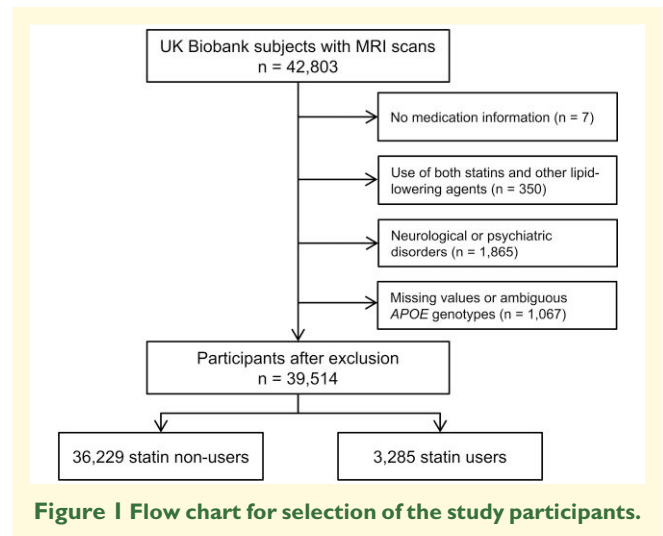 UK Biobank subjects with MRI scans
n = 42,803
No medication information (n = 7)
Use of both statins and other lipid-
lowering agents (n = 350)
Neurological or psychiatric
disorders (n = 1,865)
Missing values or ambiguous
APOE genotypes (n = 1,067)
Participants after exclusion
n = 39,514
36,229 statin non-users
3,285 statin users
Figure 1 Flow chart for selection of the study participants.